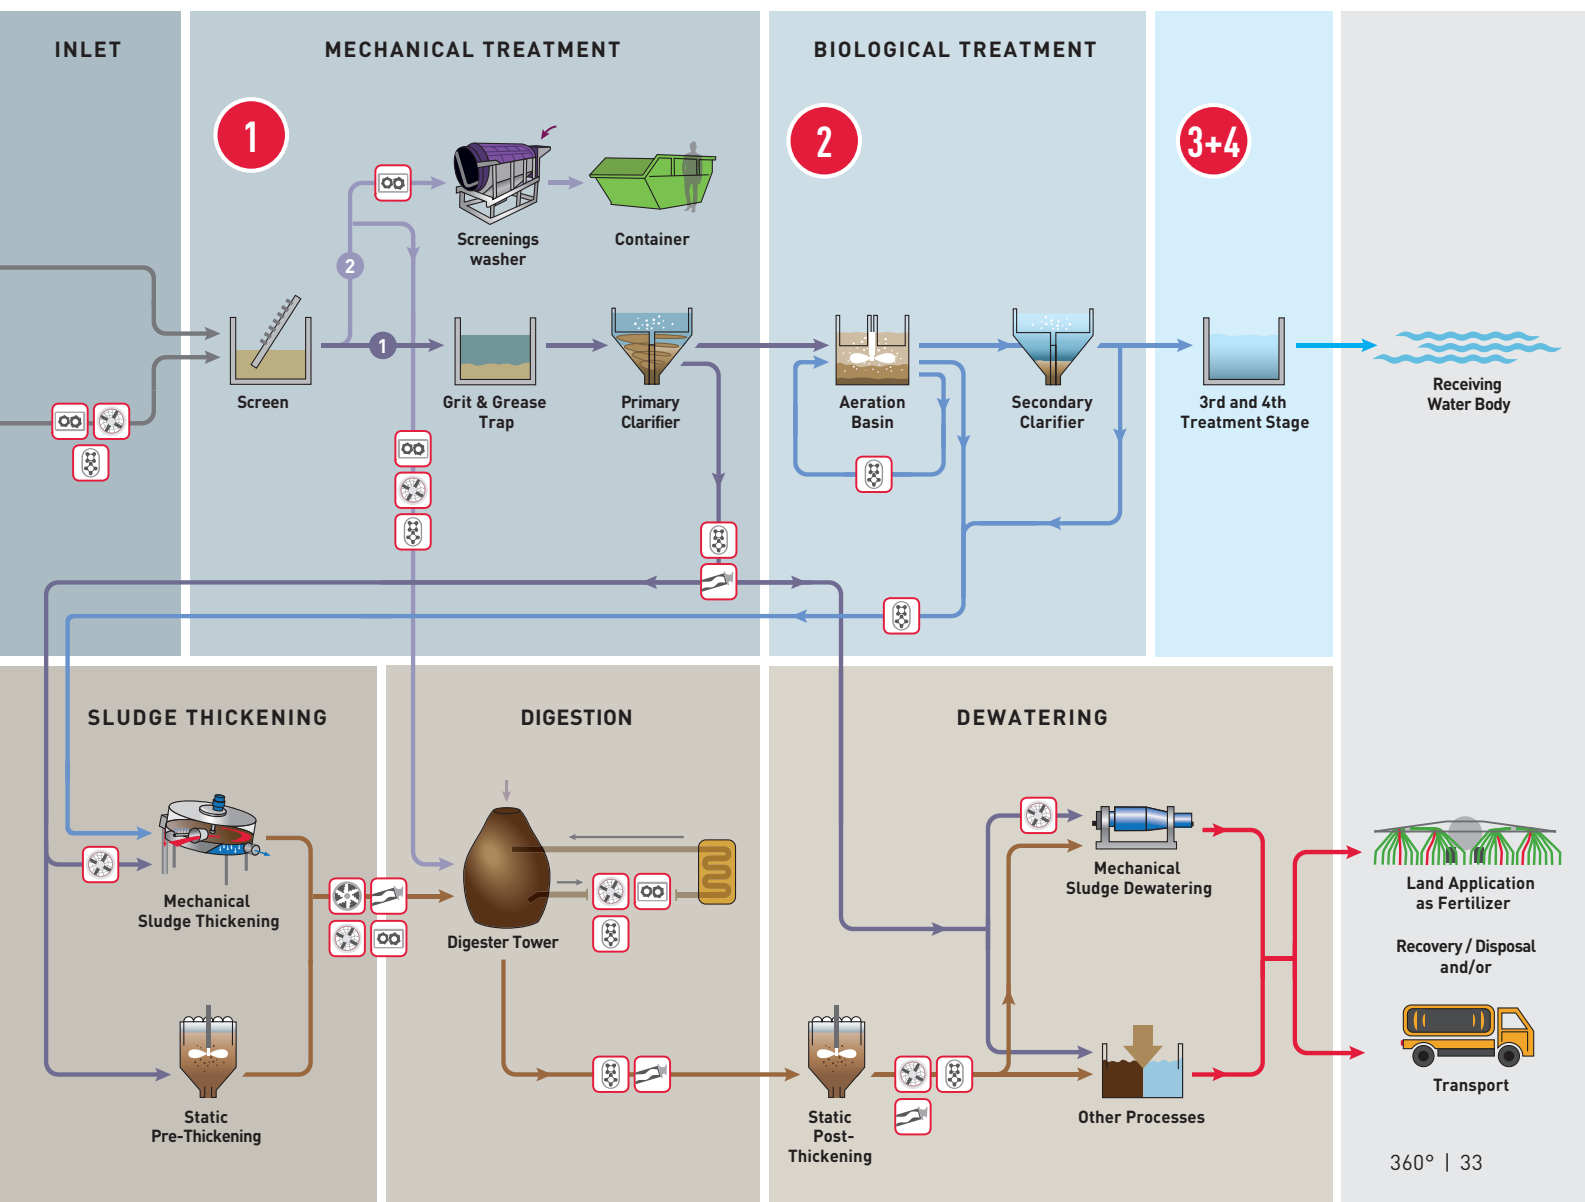 INLET
MECHANICAL TREATMENT
BIOLOGICAL TREATMENT
1
2
3+4
Screenings
washer
Container
2
1
Screen
Grit & Grease
Trap
Primary
Clarifier
Aeration
Basin
Secondary
Clarifier
3rd and 4th
Treatment Stage
Receiving
Water Body
SLUDGE THICKENING
DIGESTION
DEWATERING
Mechanical
Sludge Thickening
Digester Tower
Mechanical
Sludge Dewatering
Land Application
as Fertilizer
Recovery / Disposal
and/or
Transport
Static
Pre-Thickening
Static
Post-
Thickening
Other Processes
360° | 33